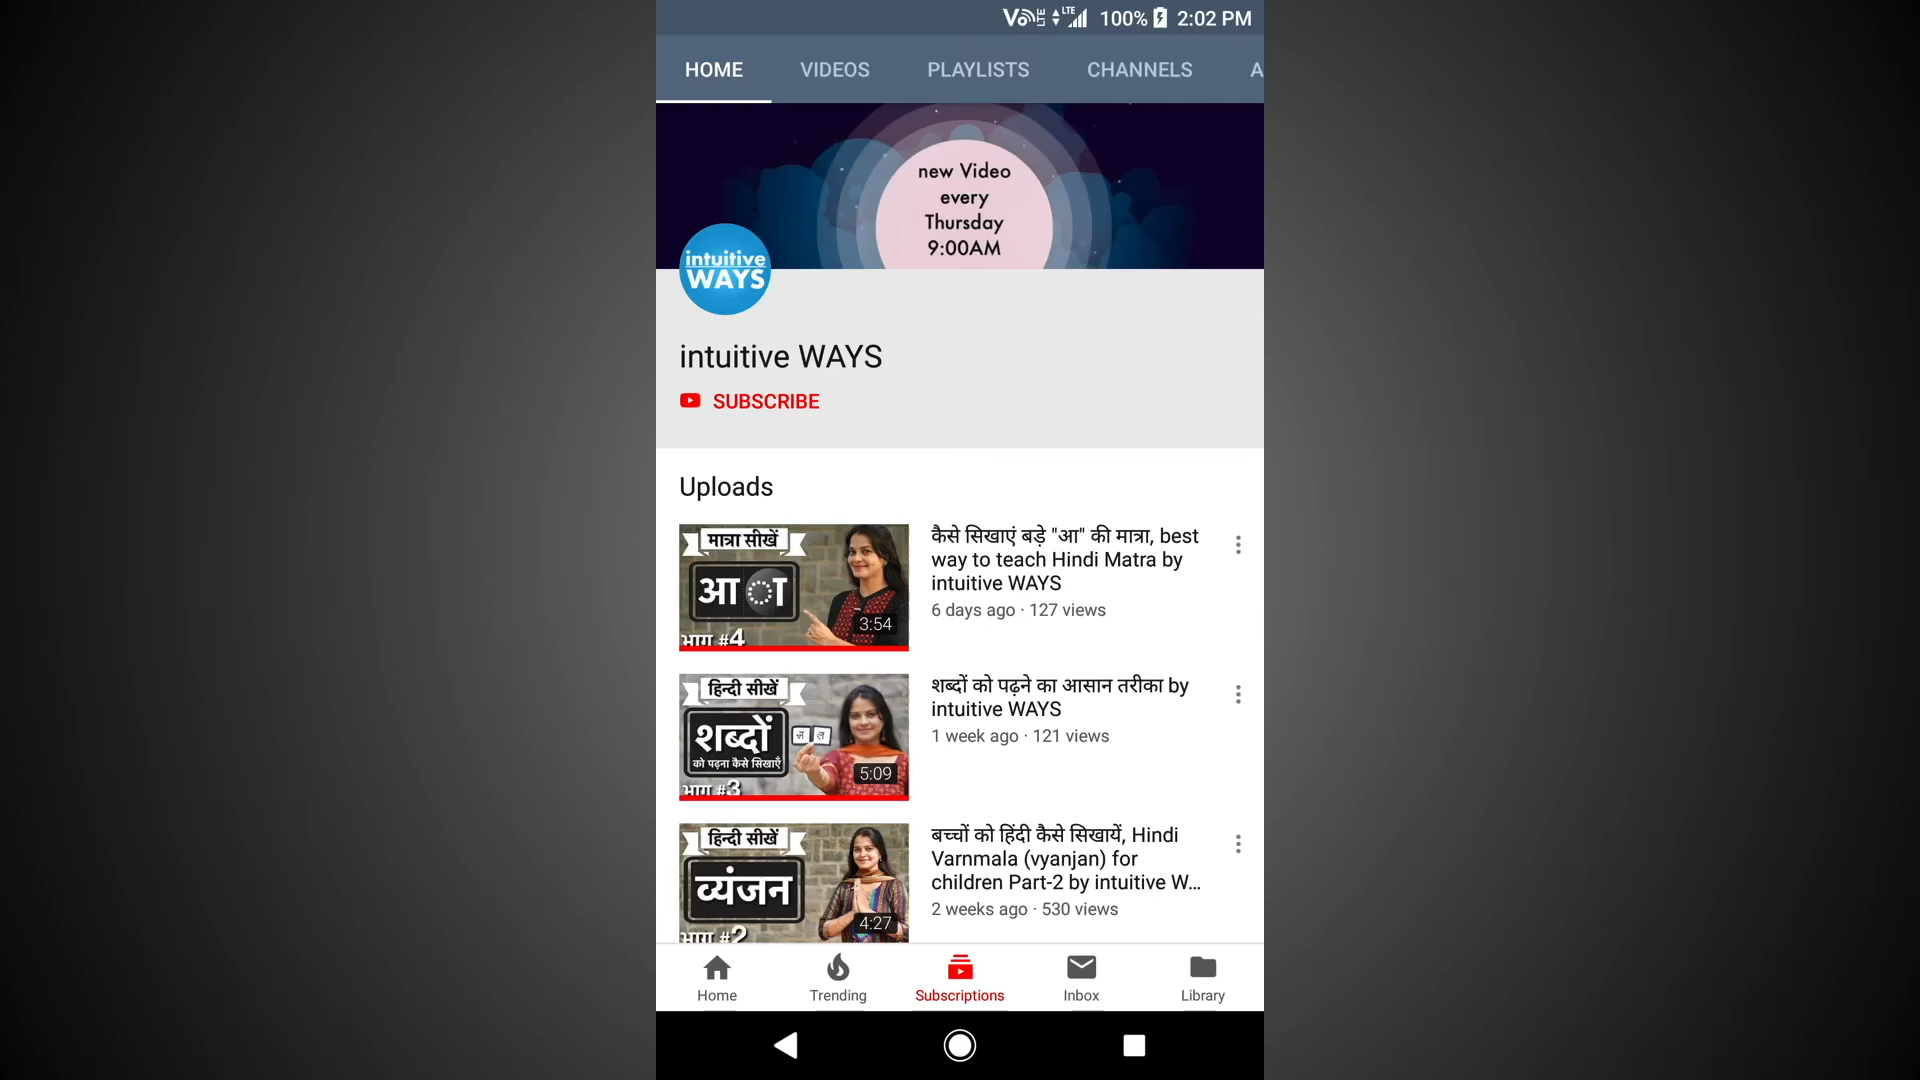 VoLTE LTE 100% 2:02 PM
HOME VIDEOS PLAYLISTS CHANNELS A
new Video
every
Thursday
9:00AM
intuitive
WAYS
intuitive WAYS
SUBSCRIBE
Uploads
मात्रा सीखें
आ ा
3:54
भाग #4
कैसे सिखाएं बड़े "आ" की मात्रा, best
way to teach Hindi Matra by
intuitive WAYS
6 days ago · 127 views
हिन्दी सीखें
शब्दों
को पढ़ना कैसे सिखाएँ
5:09
भाग #3
शब्दों को पढ़ने का आसान तरीका by
intuitive WAYS
1 week ago · 121 views
हिन्दी सीखें
व्यंजन
4:27
भाग #2
बच्चों को हिंदी कैसे सिखायें, Hindi
Varnmala (vyanjan) for
children Part-2 by intuitive W...
2 weeks ago · 530 views
Home Trending Subscriptions Inbox Library